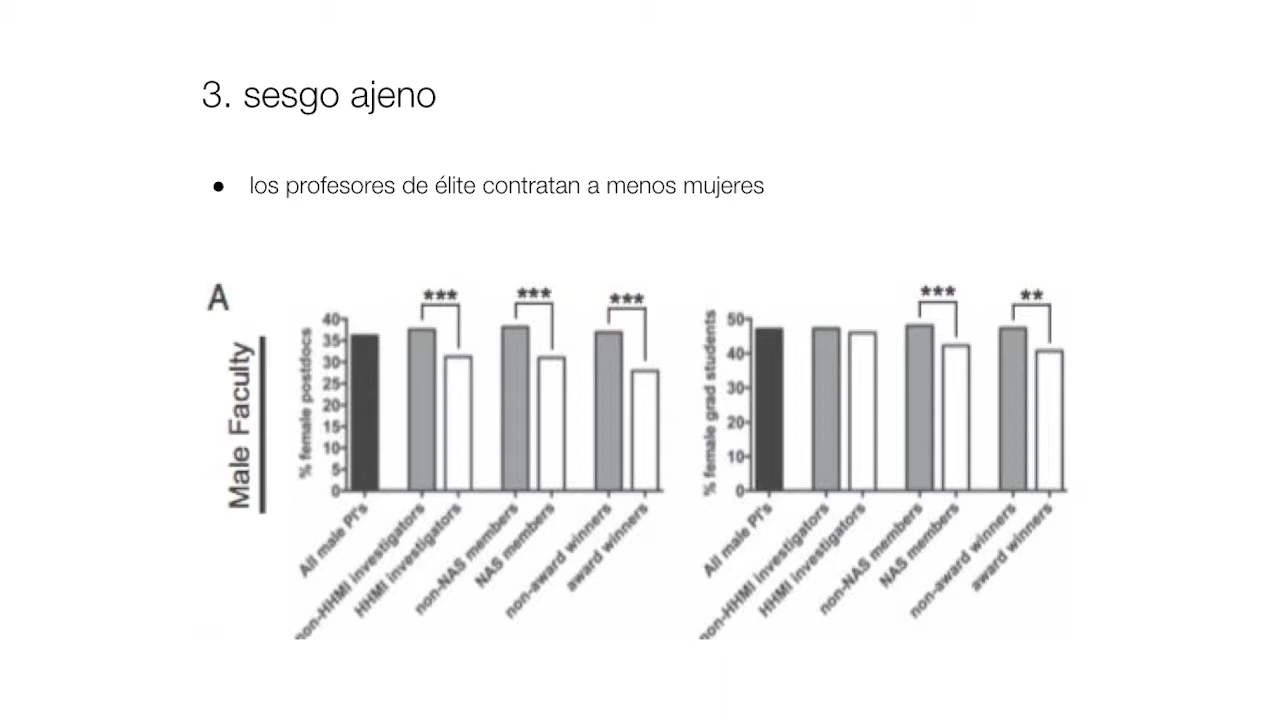 3. sesgo ajeno
● los profesores de élite contratan a menos mujeres
A
Male Faculty
% female postdocs
40
35
30
25
20
15
10
5
0
***
***
***
All male PI's
non-HHMI investigators
HHMI investigators
non-NAS members
NAS members
non-award winners
award winners
% female grad students
50
40
30
20
10
0
***
**
All male PI's
non-HHMI investigators
HHMI investigators
non-NAS members
NAS members
non-award winners
award winners